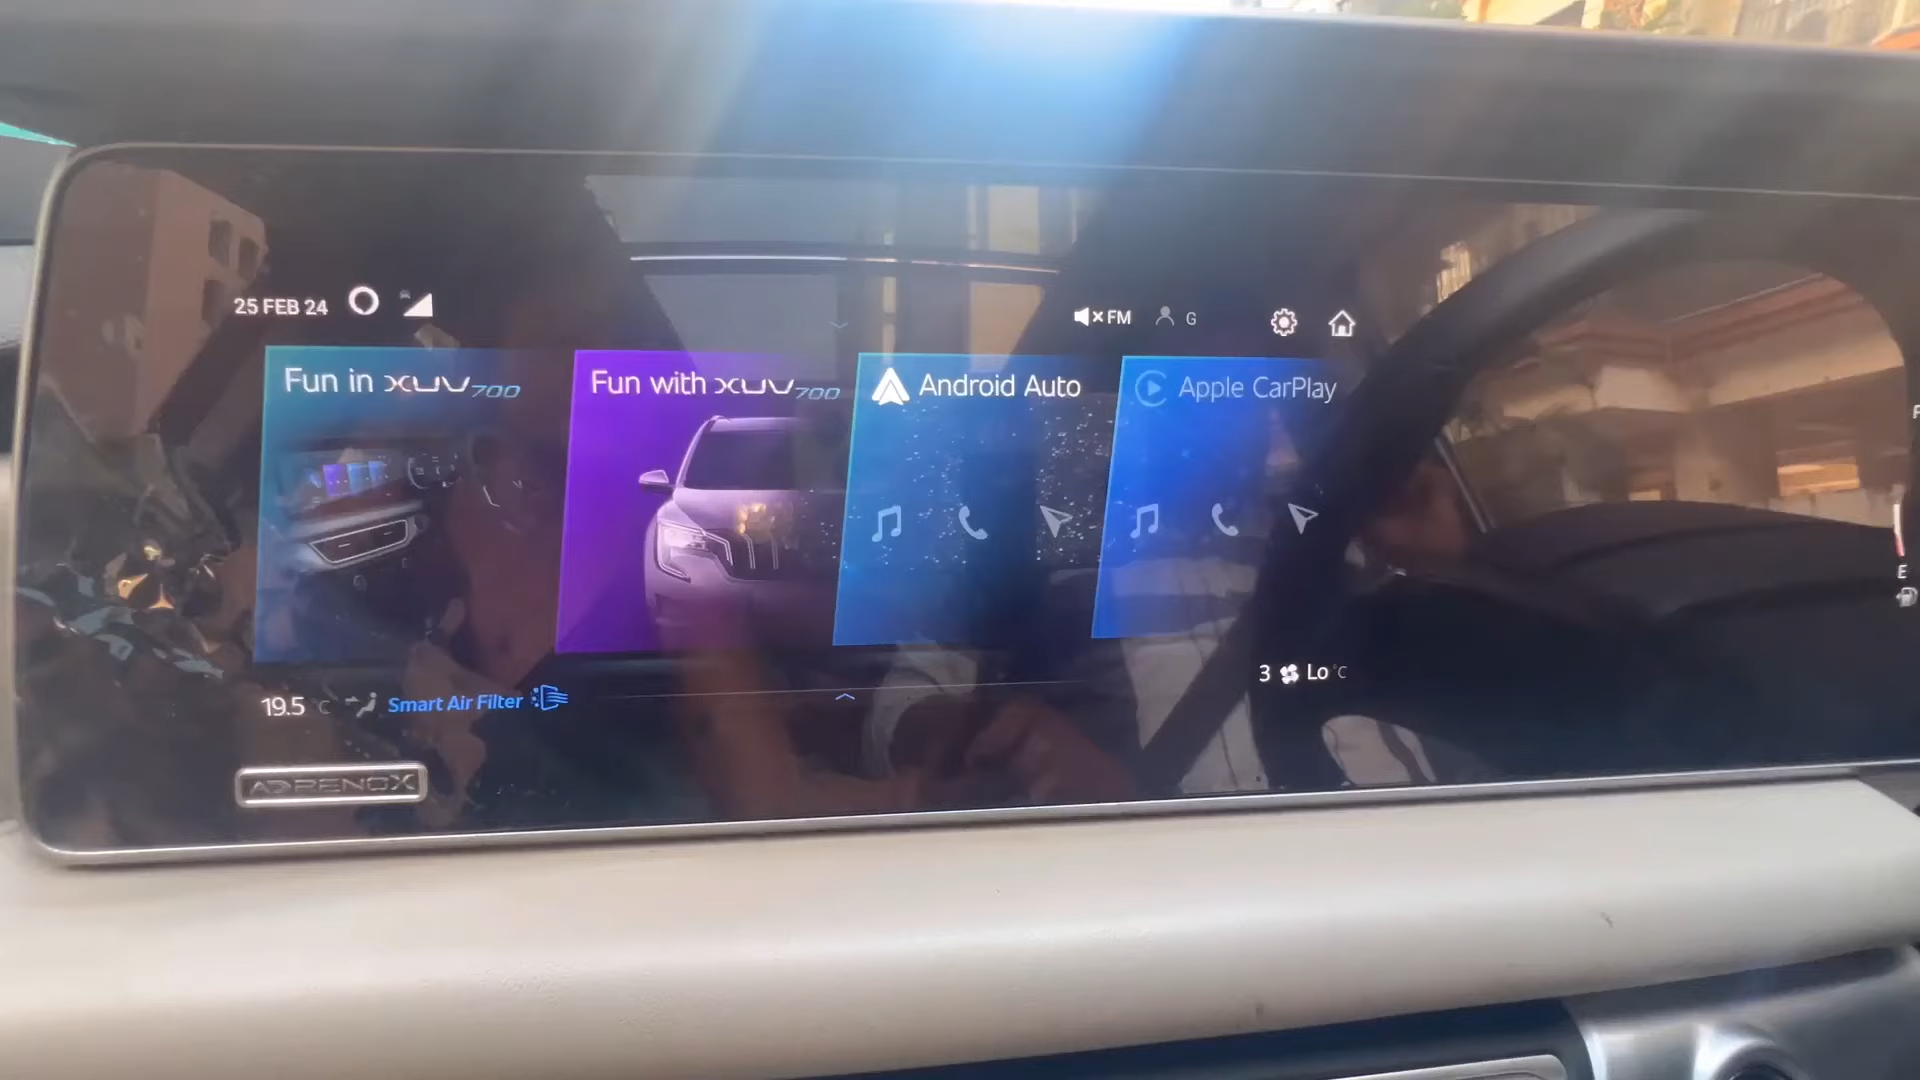 25 FEB 24
FM
G
Fun in XUV700
Fun with XUV700
Android Auto
Apple CarPlay
19.5 °C
Smart Air Filter
3
Lo °C
ADRENOX
E